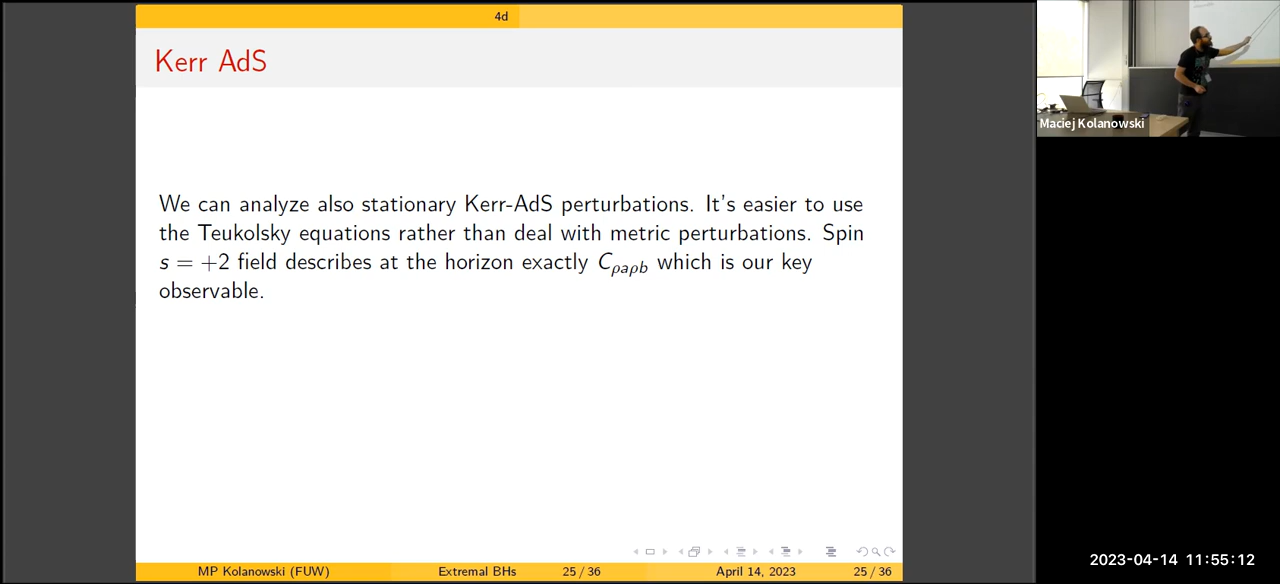 4d
Kerr AdS
We can analyze also stationary Kerr-AdS perturbations. It's easier to use
the Teukolsky equations rather than deal with metric perturbations. Spin
s = +2 field describes at the horizon exactly C_{ρaρb} which is our key
observable.
MP Kolanowski (FUW) Extremal BHs 25 / 36 April 14, 2023 25 / 36
Maciej Kolanowski
2023-04-14 11:55:12